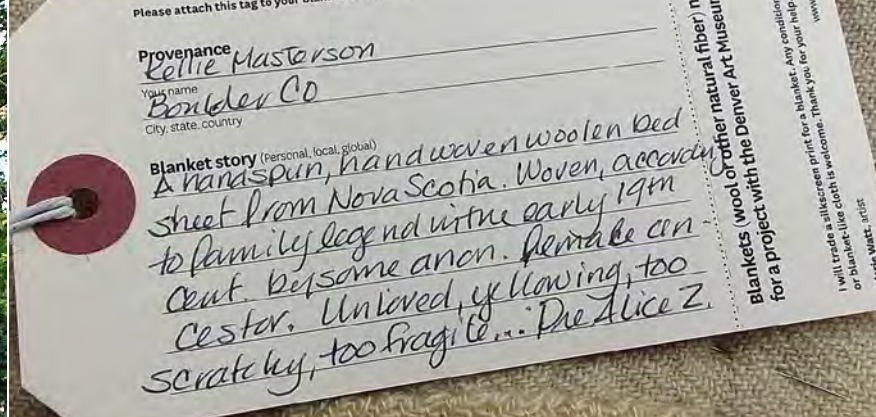 Please attach this tag to your
Provenance
Kellie Masterson
Your name
Boulder CO
City, state, country
Blanket story (Personal, local, global)
A handspun, handwoven woolen bed
sheet from Nova Scotia. Woven, according
to family legend in the early 19th
cent. by some anon. female an-
cestor. Unloved, yellowing, too
scratchy, too fragile... Pre Alice Z.
Blankets (wool or other natural fiber)
for a project with the Denver Art Museum
I will trade a silkscreen print for a blanket. Any condition
or blanket-like cloth is welcome. Thank you for your help.
Watt, artist
www